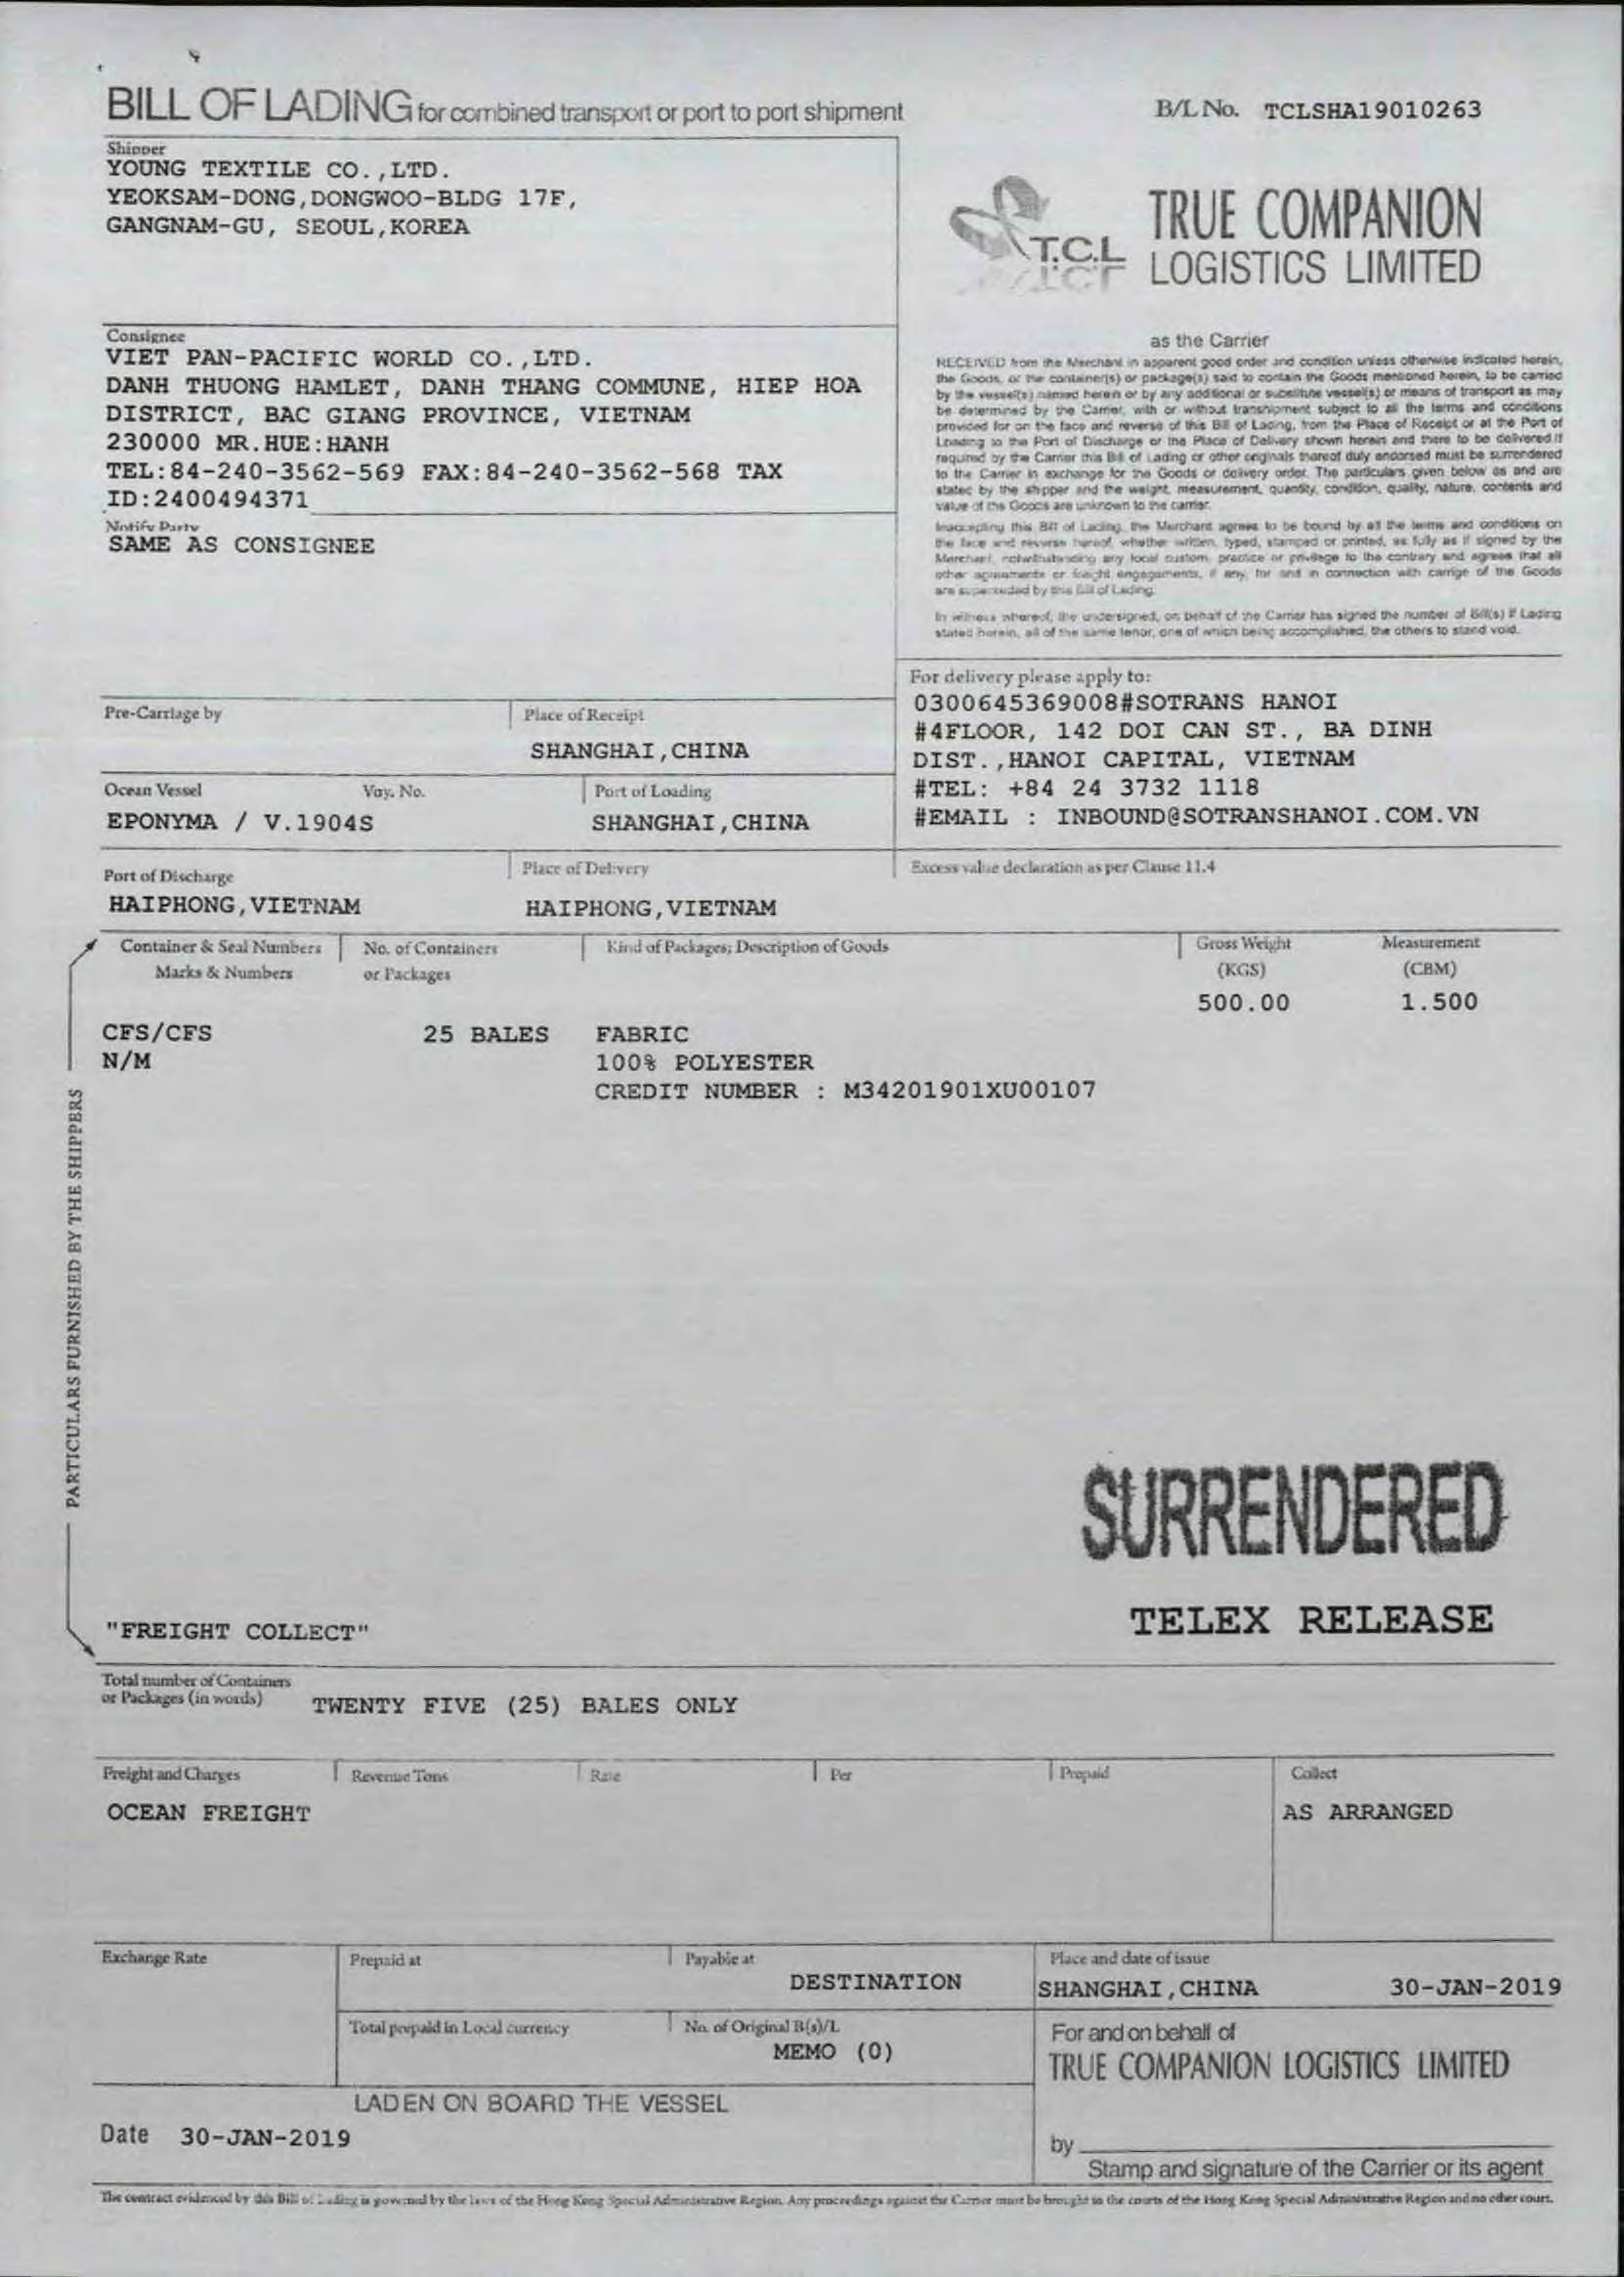 BILL OF LADING for combined transport or port to port shipment
B/L No. TCLSHA19010263
Shipper
YOUNG TEXTILE CO.,LTD.
YEOKSAM-DONG,DONGWOO-BLDG 17F,
GANGNAM-GU, SEOUL,KOREA
T.C.L
TRUE COMPANION
LOGISTICS LIMITED
Consignee
VIET PAN-PACIFIC WORLD CO.,LTD.
DANH THUONG HAMLET, DANH THANG COMMUNE, HIEP HOA
DISTRICT, BAC GIANG PROVINCE, VIETNAM
230000 MR.HUE:HANH
TEL:84-240-3562-569 FAX:84-240-3562-568 TAX
ID:2400494371
Notify Party
SAME AS CONSIGNEE
as the Carrier
RECEIVED from the Merchant in apparent good order and condition unless otherwise indicated herein,
the Goods, or the container(s) or package(s) said to contain the Goods mentioned herein, to be carried
by the vessel(s) named herein or by any additional or substitute vessel(s) or means of transport as may
be determined by the Carrier, with or without transhipment subject to all the terms and conditions
provided for on the face and reverse of this Bill of Lading, from the Place of Receipt or at the Port of
Loading to the Port of Discharge or the Place of Delivery shown herein and there to be delivered if
required by the Carrier this Bill of Lading or other originals thereof duly endorsed must be surrendered
to the Carrier in exchange for the Goods or delivery order. The particulars given below as and are
stated by the shipper and the weight, measurement, quantity, condition, quality, nature, contents and
value of the Goods are unknown to the carrier.
In accepting this Bill of Lading, the Merchant agrees to be bound by all the terms and conditions on
the face and reverse hereof, whether written, typed, stamped or printed, as fully as if signed by the
Merchant, notwithstanding any local custom, practice or privilege to the contrary and agrees that all
other agreements or freight engagements, if any, for and in connection with carrige of the Goods
are superceded by this Bill of Lading.
In witness whereof, the undersigned, on behalf of the Carrier has signed the number of Bill(s) if Lading
stated herein, all of the same tenor, one of which being accomplished, the others to stand void.
For delivery please apply to:
0300645369008#SOTRANS HANOI
#4FLOOR, 142 DOI CAN ST., BA DINH
DIST.,HANOI CAPITAL, VIETNAM
#TEL: +84 24 3732 1118
#EMAIL : INBOUND@SOTRANSHANOI.COM.VN
Pre-Carriage by
Place of Receipt
SHANGHAI,CHINA
Ocean Vessel Voy. No.
Port of Loading
EPONYMA / V.1904S
SHANGHAI,CHINA
Port of Discharge
Place of Delivery
Excess value declaration as per Clause 11.4
HAIPHONG,VIETNAM
HAIPHONG,VIETNAM
Container & Seal Numbers
Marks & Numbers
No. of Containers
or Packages
Kind of Packages; Description of Goods
Gross Weight
(KGS)
Measurement
(CBM)
500.00
1.500
CFS/CFS
N/M
25 BALES
FABRIC
100% POLYESTER
CREDIT NUMBER : M34201901XU00107
PARTICULARS FURNISHED BY THE SHIPPERS
SURRENDERED
TELEX RELEASE
"FREIGHT COLLECT"
Total number of Containers
or Packages (in words)
TWENTY FIVE (25) BALES ONLY
Freight and Charges
Revenue Tons
Rate
Per
Prepaid
Collect
OCEAN FREIGHT
AS ARRANGED
Exchange Rate
Prepaid at
Payable at
DESTINATION
Place and date of issue
SHANGHAI,CHINA 30-JAN-2019
Total prepaid in Local currency
No. of Original B(s)/L
MEMO (0)
For and on behalf of
TRUE COMPANION LOGISTICS LIMITED
LADEN ON BOARD THE VESSEL
Date 30-JAN-2019
by
Stamp and signature of the Carrier or its agent
The contract evidenced by this Bill of Lading is governed by the laws of the Hong Kong Special Administrative Region. Any proceedings against the Carrier must be brought in the courts of the Hong Kong Special Administrative Region and no other court.